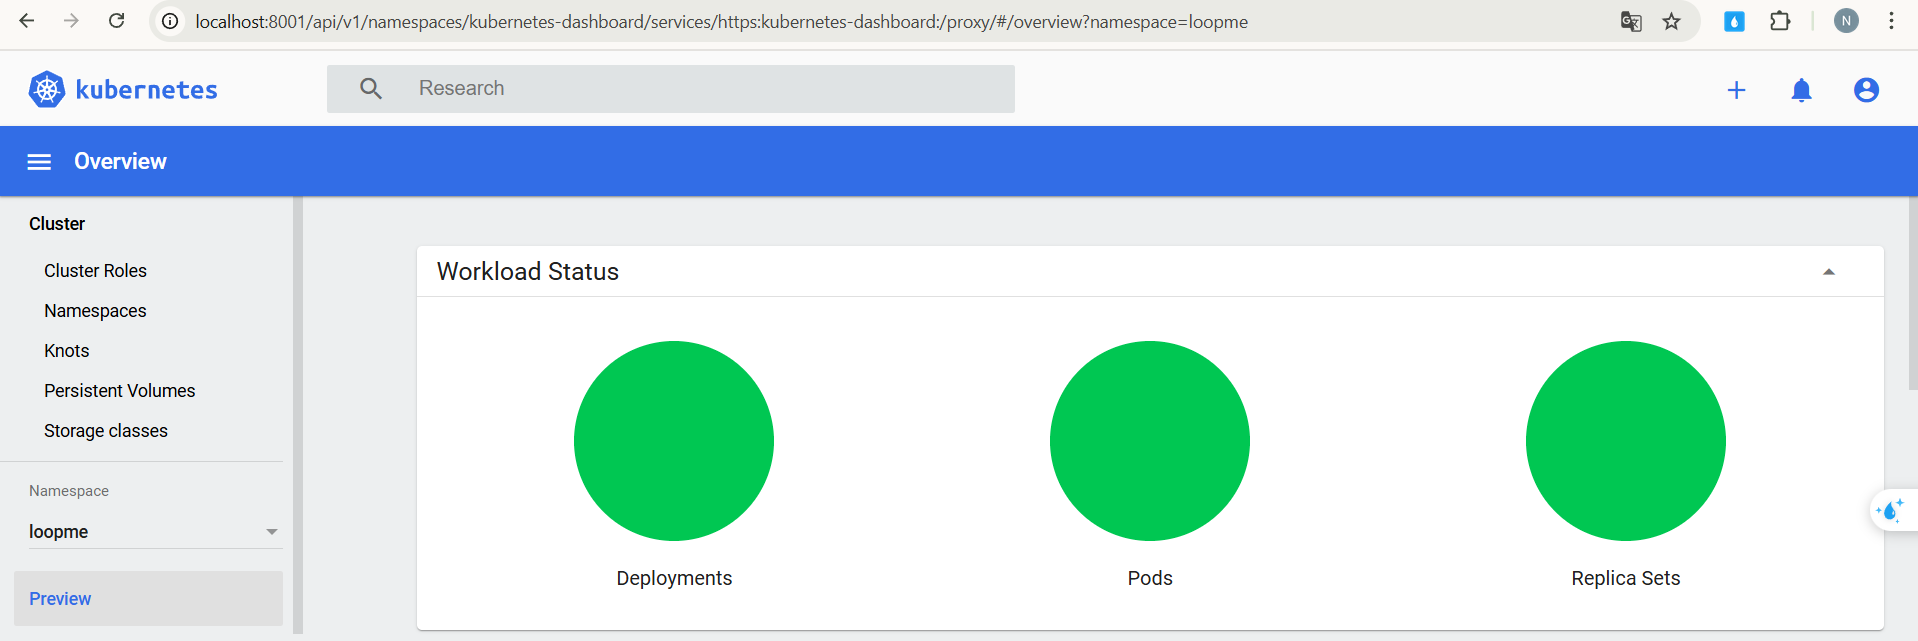 localhost:8001/api/v1/namespaces/kubernetes-dashboard/services/https:kubernetes-dashboard:/proxy/#/overview?namespace=loopme
N
kubernetes
Research
Overview
Cluster
Cluster Roles
Namespaces
Knots
Persistent Volumes
Storage classes
Namespace
loopme
Preview
Workload Status
Deployments
Pods
Replica Sets